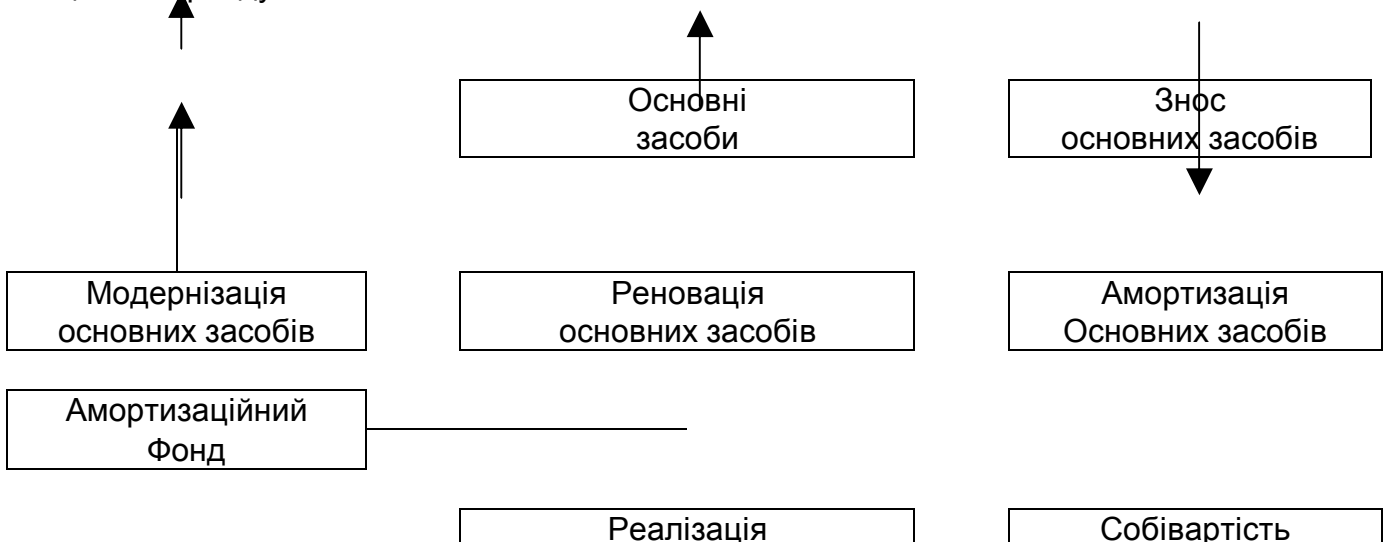 Основні
засоби
Знос
основних засобів
Модернізація
основних засобів
Реновація
основних засобів
Амортизація
Основних засобів
Амортизаційний
Фонд
Реалізація
Собівартість